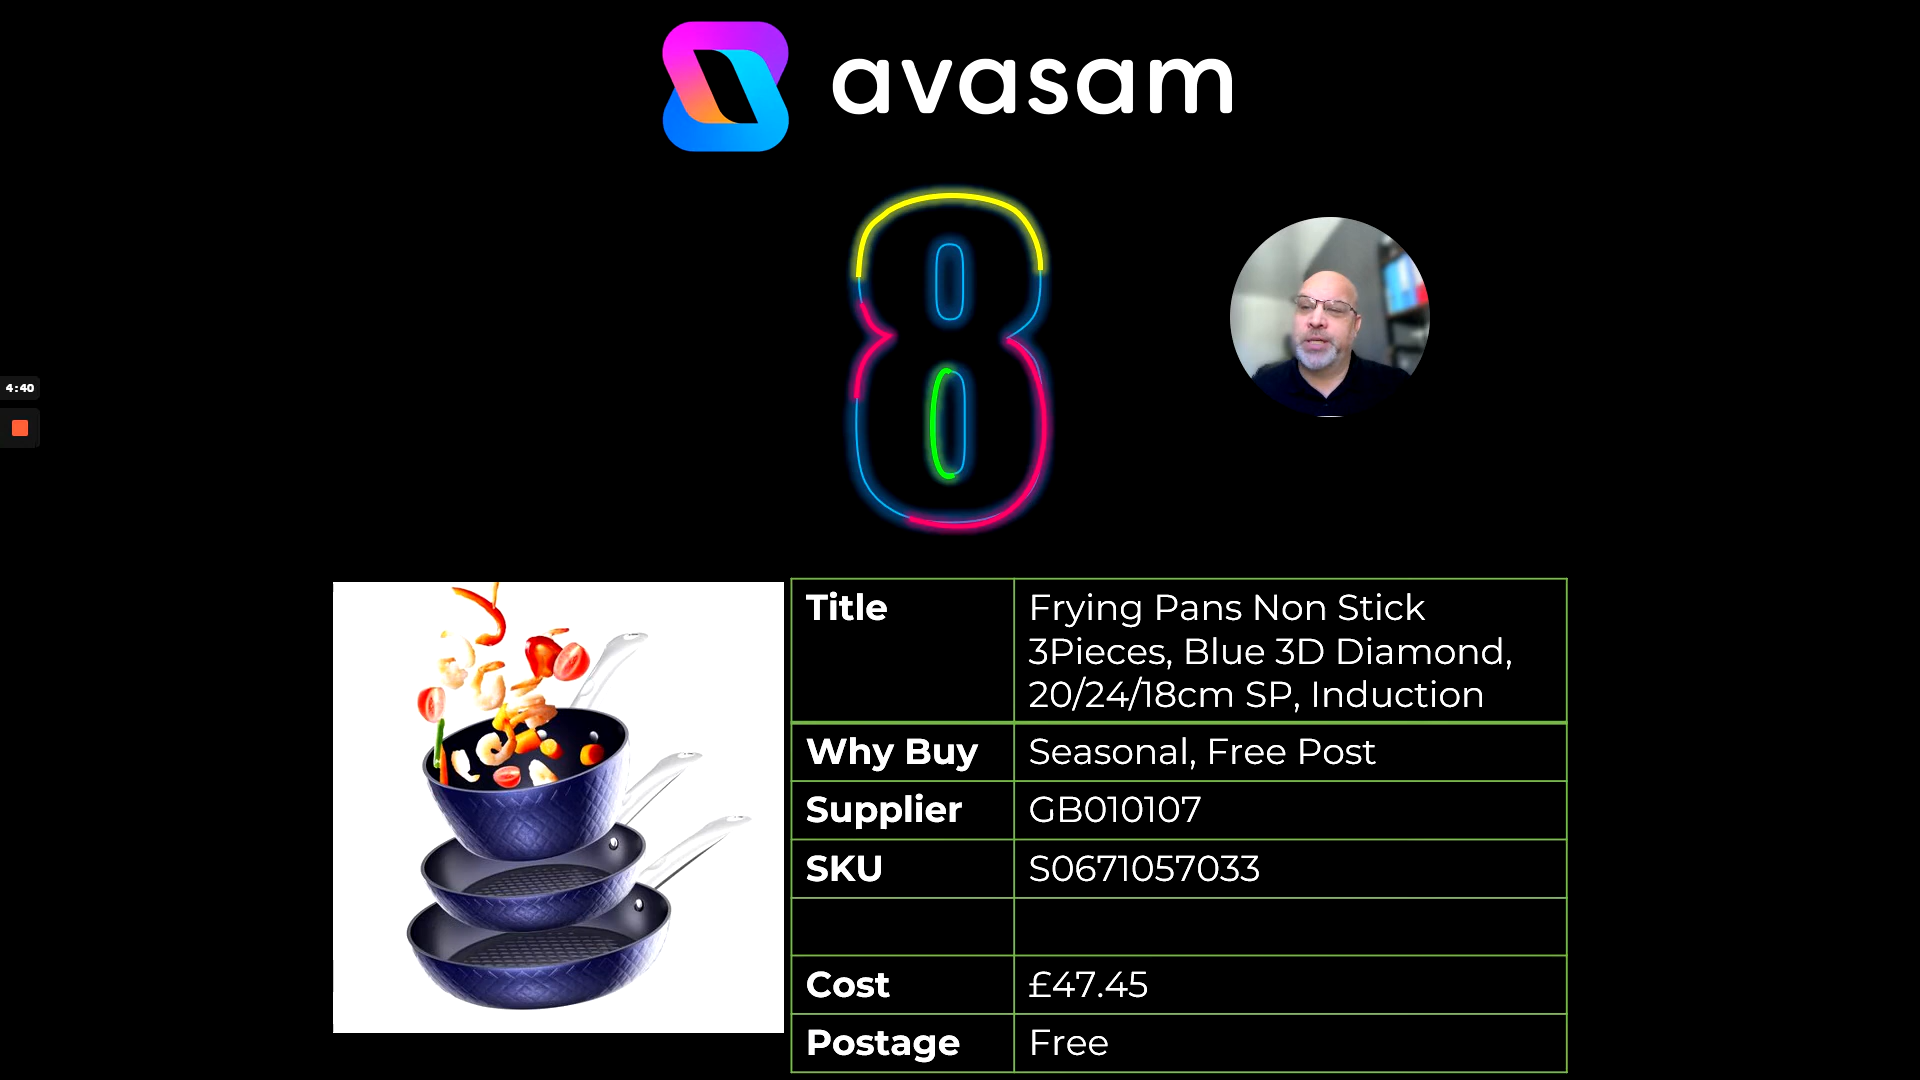 avasam
8
4:40
Title
Frying Pans Non Stick
3Pieces, Blue 3D Diamond,
20/24/18cm SP, Induction
Why Buy
Seasonal, Free Post
Supplier
GB010107
SKU
S0671057033
Cost
£47.45
Postage
Free